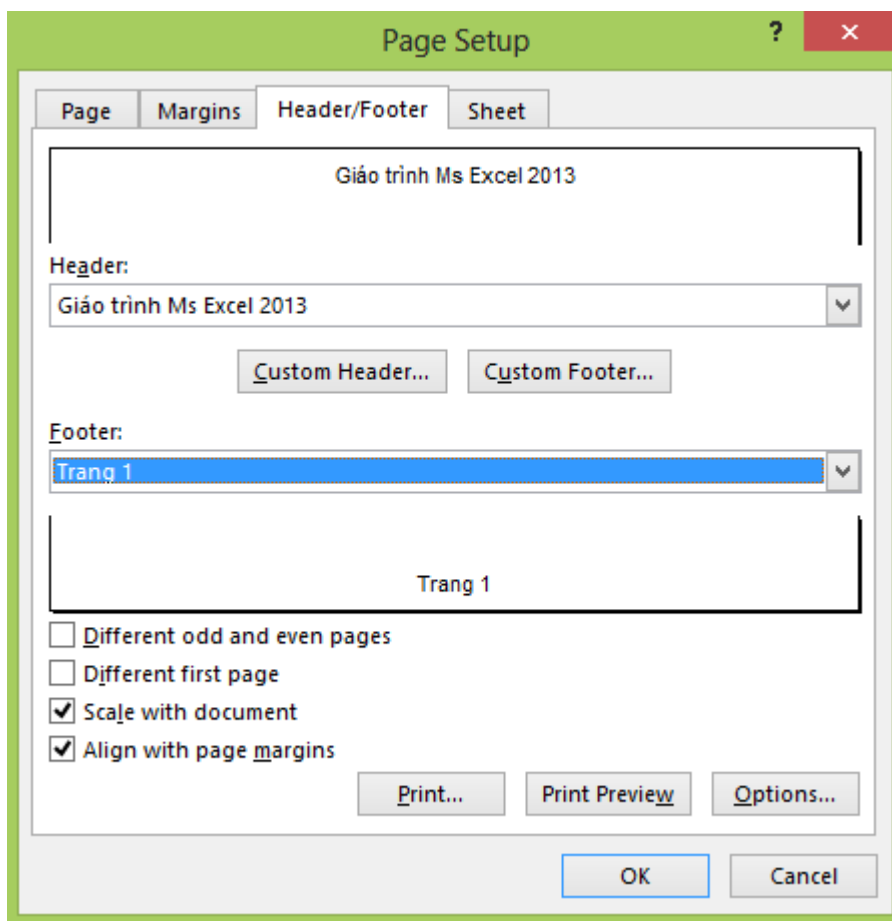 Page Setup
?
Page Margins Header/Footer Sheet
Giáo trình Ms Excel 2013
Header:
Giáo trình Ms Excel 2013
Custom Header... Custom Footer...
Footer:
Trang 1
Trang 1
Different odd and even pages
Different first page
Scale with document
Align with page margins
Print... Print Preview Options...
OK Cancel